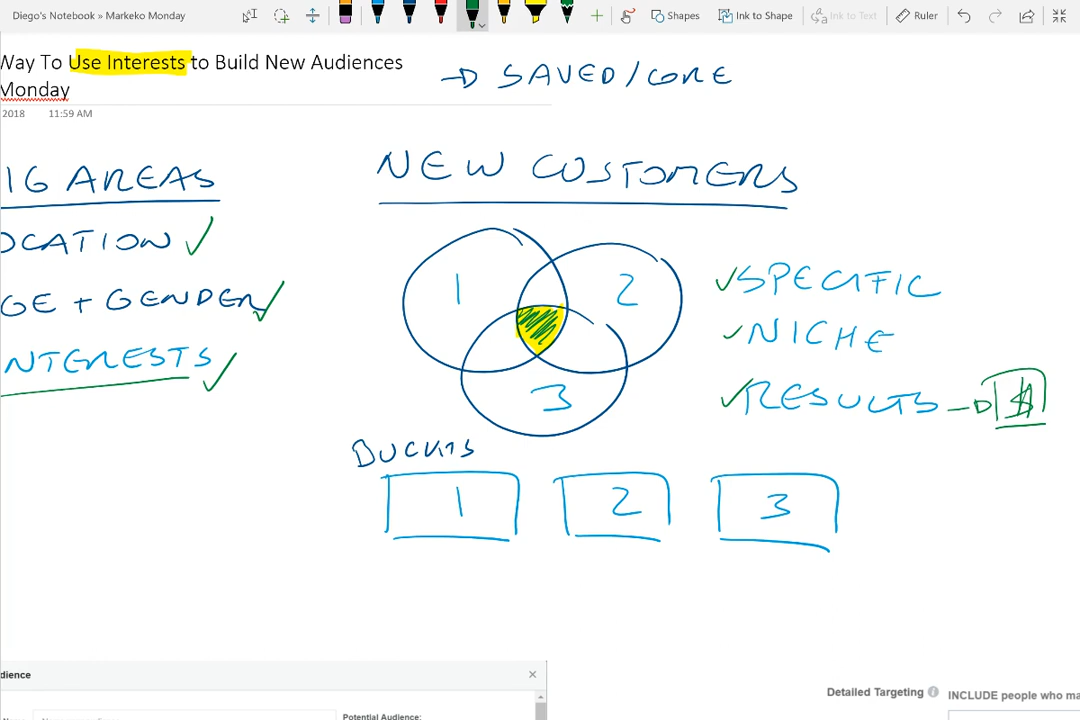 Diego's Notebook » Markeko Monday
Shapes
Ink to Shape
Ink to Text
Ruler
Way To Use Interests to Build New Audiences
Monday
2018 11:59 AM
→ SAVED/CORE
IG AREAS
OCATION ✓
GE + GENDER ✓
NTERESTS ✓
NEW CUSTOMERS
1
2
3
✓ SPECIFIC
✓ NICHE
✓ RESULTS → $
BUCKETS
1 2 3
dience
Potential Audience:
Detailed Targeting
INCLUDE people who ma